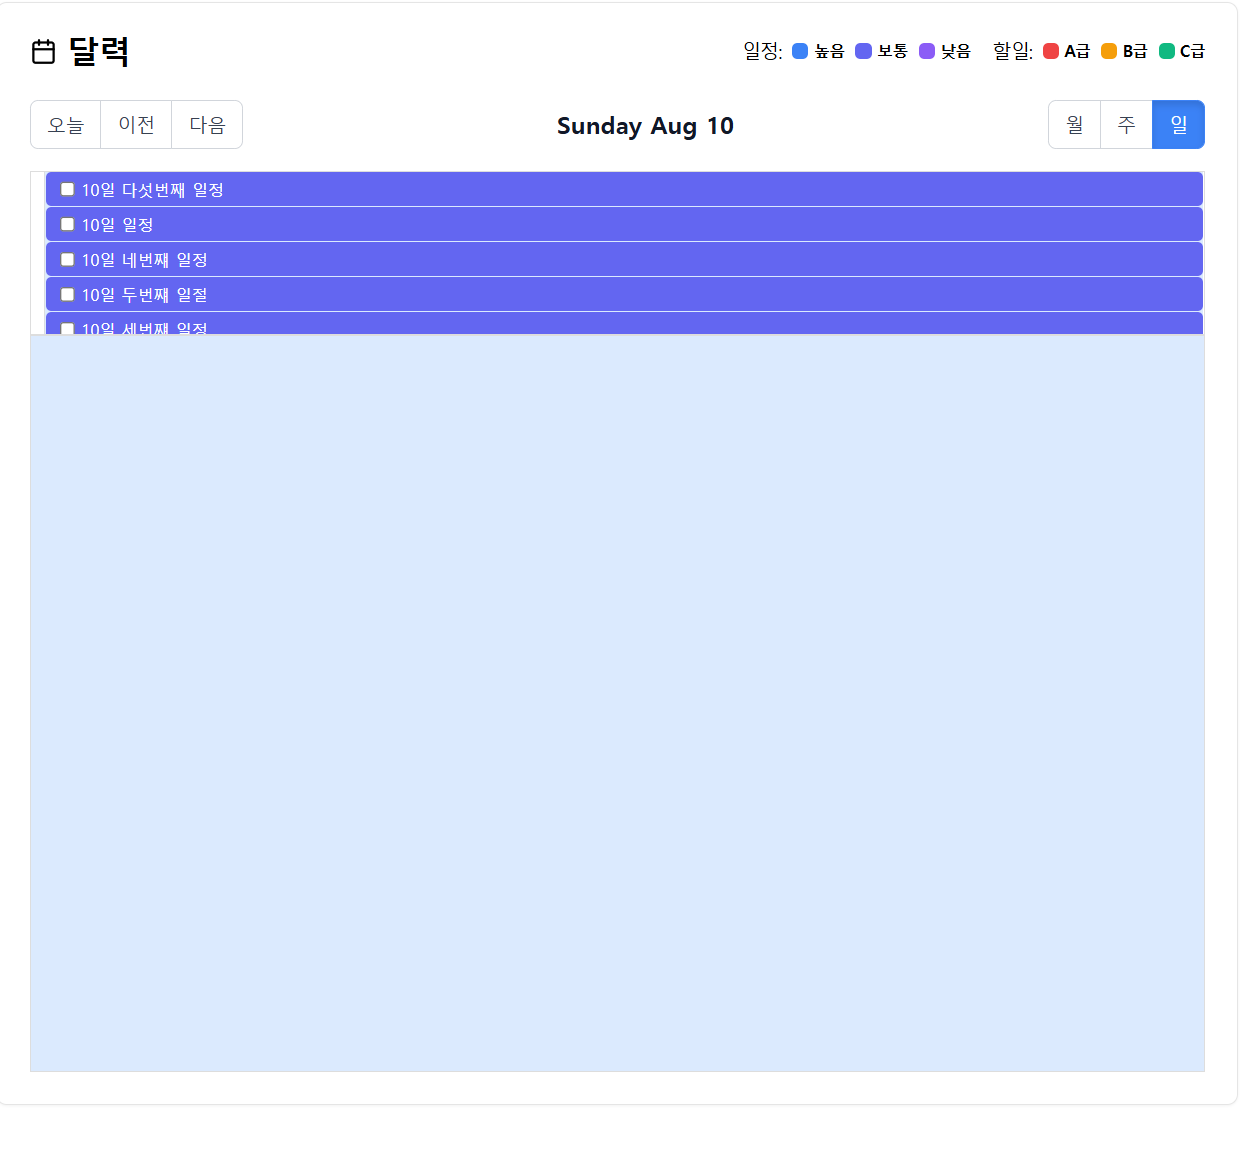 달력
일정: 높음 보통 낮음 할일: A급 B급 C급
오늘 이전 다음
Sunday Aug 10
월 주 일
10일 다섯번째 일정
10일 일정
10일 네번째 일정
10일 두번째 일절
10일 세번째 일정